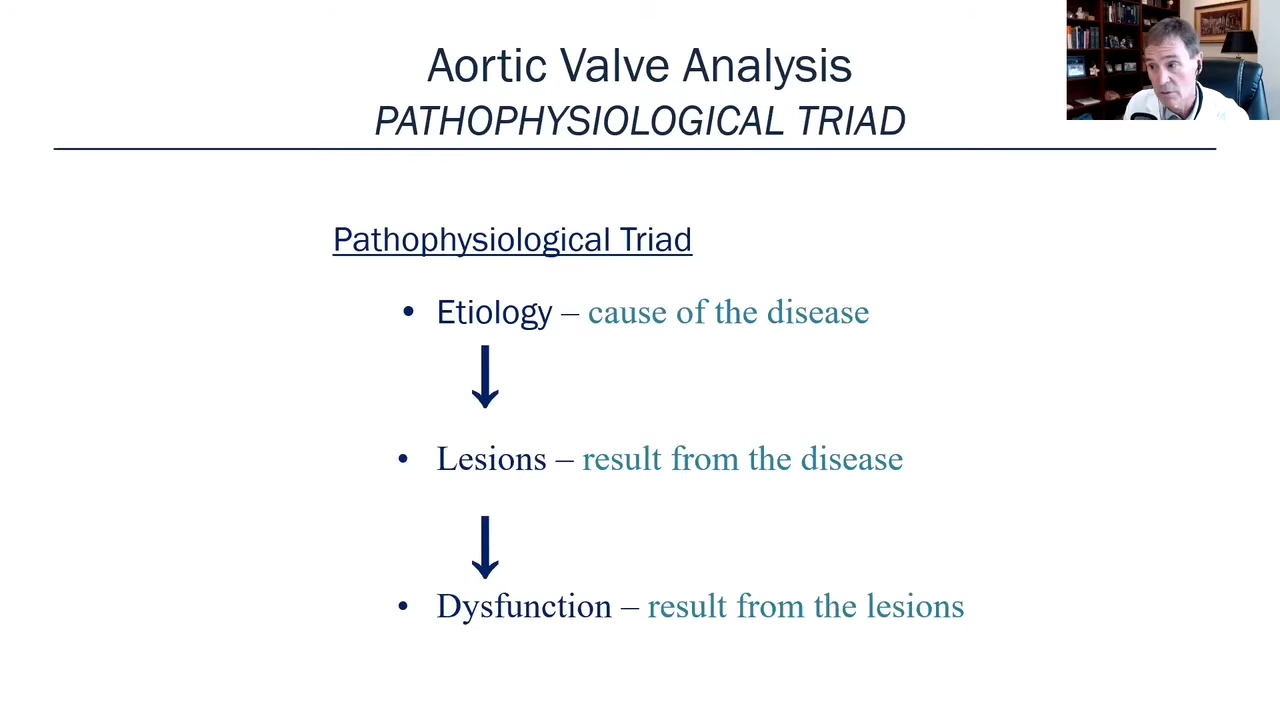 Aortic Valve Analysis
PATHOPHYSIOLOGICAL TRIAD
Pathophysiological Triad
• Etiology – cause of the disease
• Lesions – result from the disease
• Dysfunction – result from the lesions